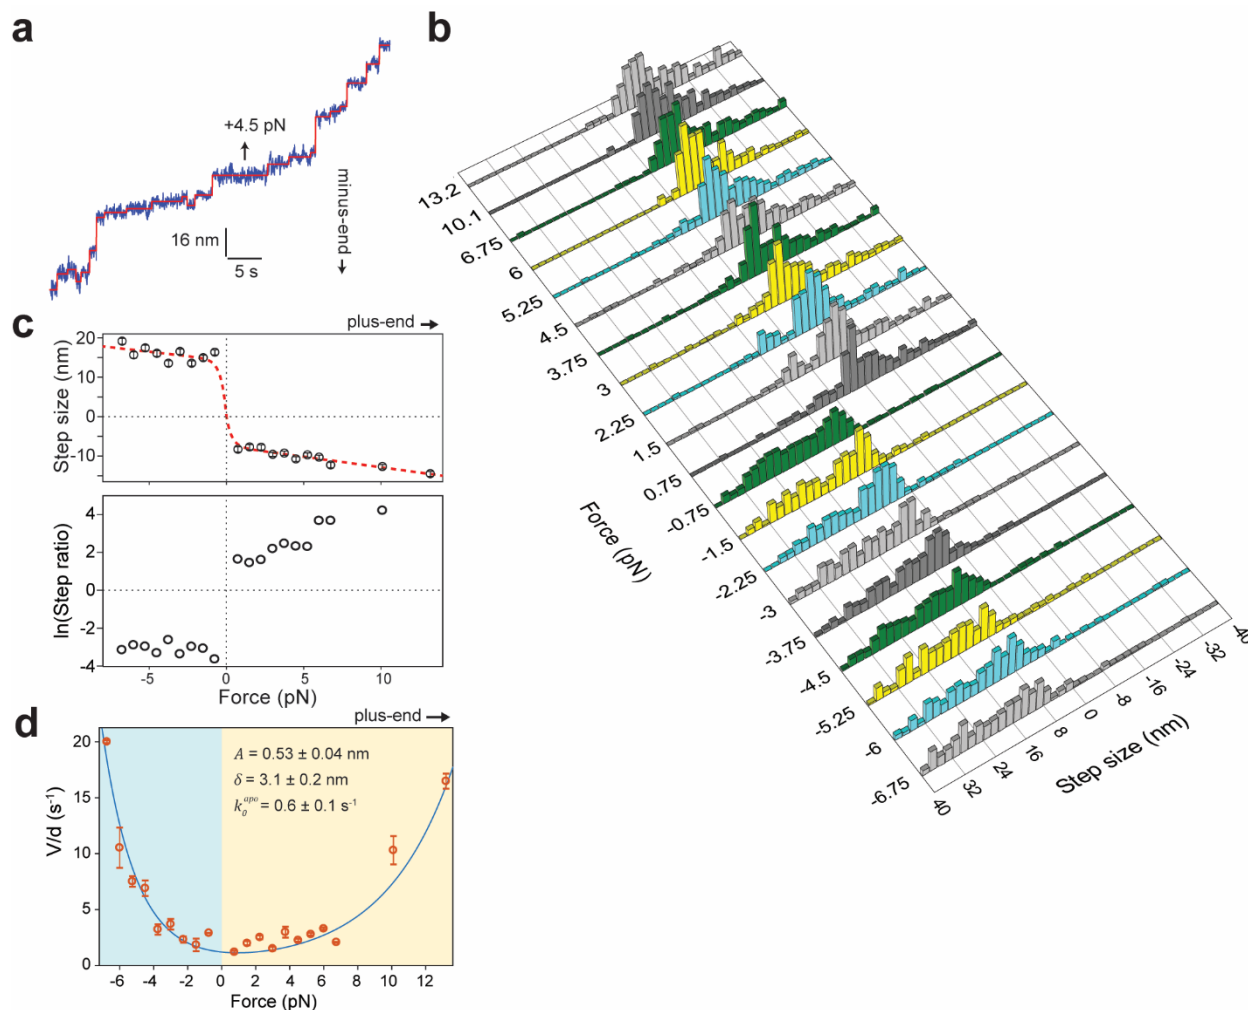 a
+4.5 pN
16 nm
5 s
minus-end
b
13.2
10.1
6.75
6
5.25
4.5
3.75
3
2.25
1.5
0.75
-0.75
-1.5
-2.25
-3
-3.75
-4.5
-5.25
-6
-6.75
Force (pN)
40
32
24
16
8
0
-8
-16
-24
-32
-40
Step size (nm)
c
plus-end
20
10
0
-10
Step size (nm)
4
2
0
-2
-4
ln(Step ratio)
-5
0
5
10
Force (pN)
d
plus-end
A = 0.53 ± 0.04 nm
δ = 3.1 ± 0.2 nm
k₀ᵃᵖᵒ = 0.6 ± 0.1 s⁻¹
20
15
10
5
0
V/d (s⁻¹)
-6
-4
-2
0
2
4
6
8
10
12
Force (pN)